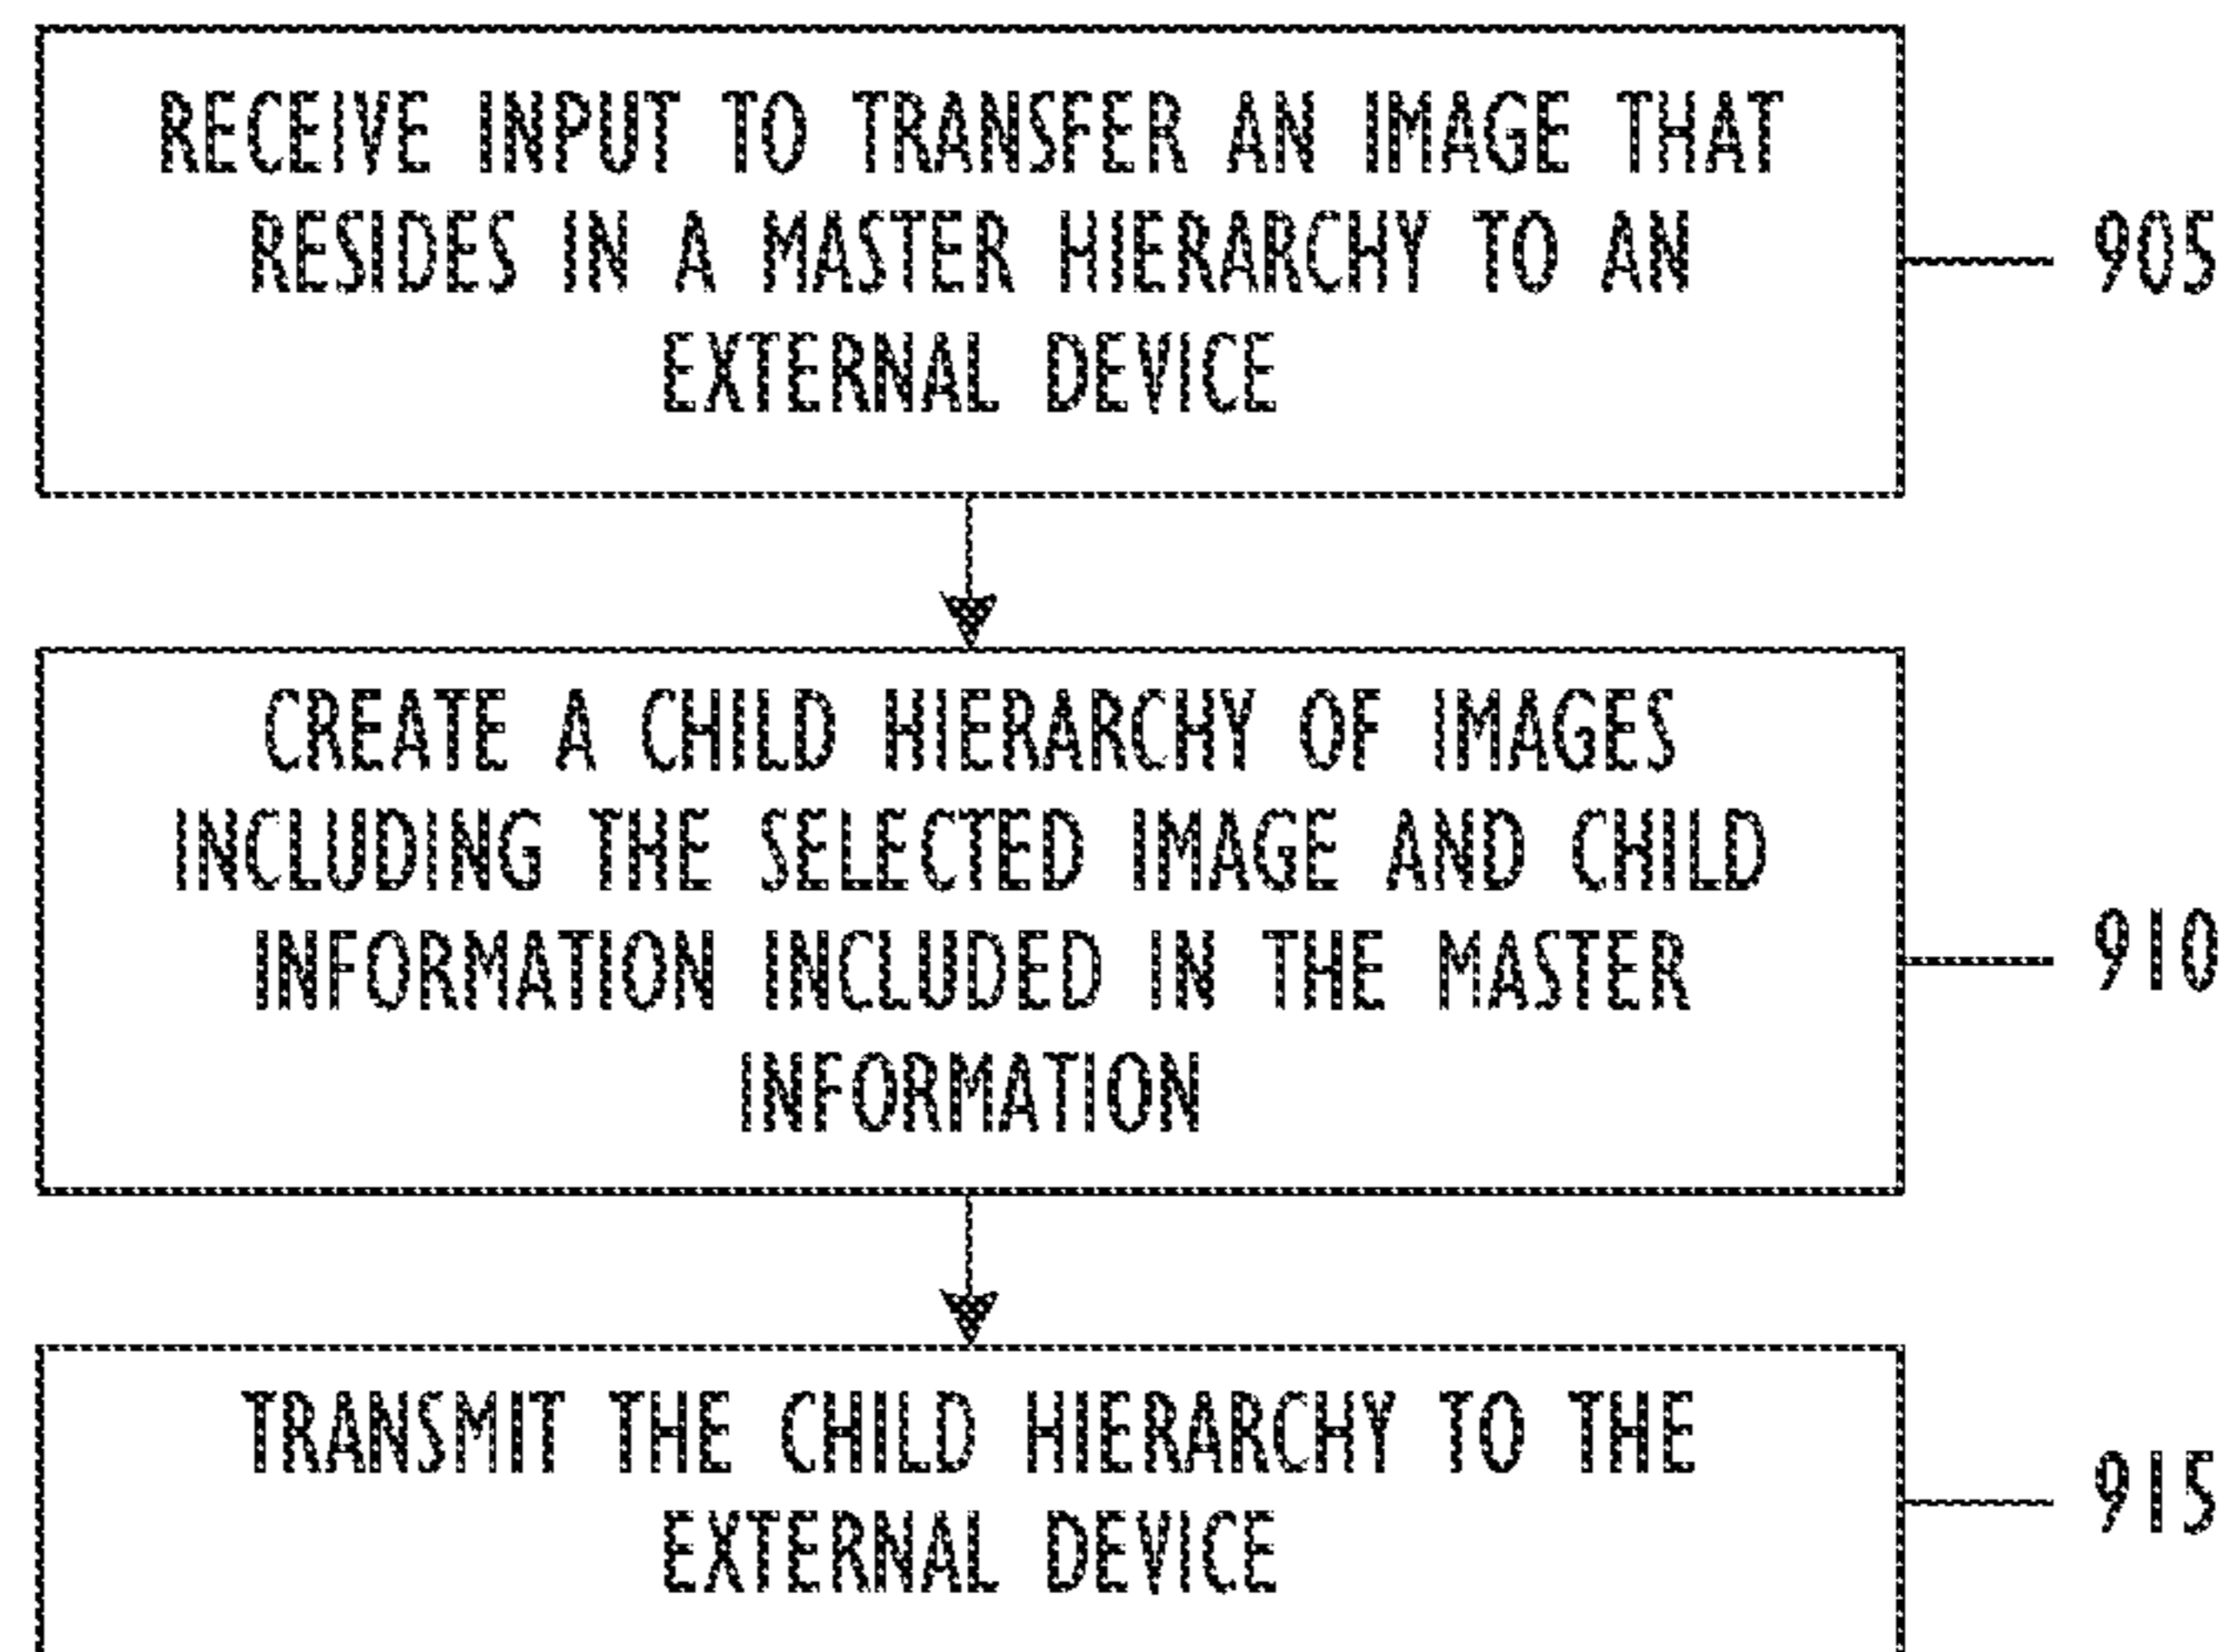 RECEIVE INPUT TO TRANSFER AN IMAGE THAT
RESIDES IN A MASTER HIERARCHY TO AN
EXTERNAL DEVICE
905
CREATE A CHILD HIERARCHY OF IMAGES
INCLUDING THE SELECTED IMAGE AND CHILD
INFORMATION INCLUDED IN THE MASTER
INFORMATION
910
TRANSMIT THE CHILD HIERARCHY TO THE
EXTERNAL DEVICE
915